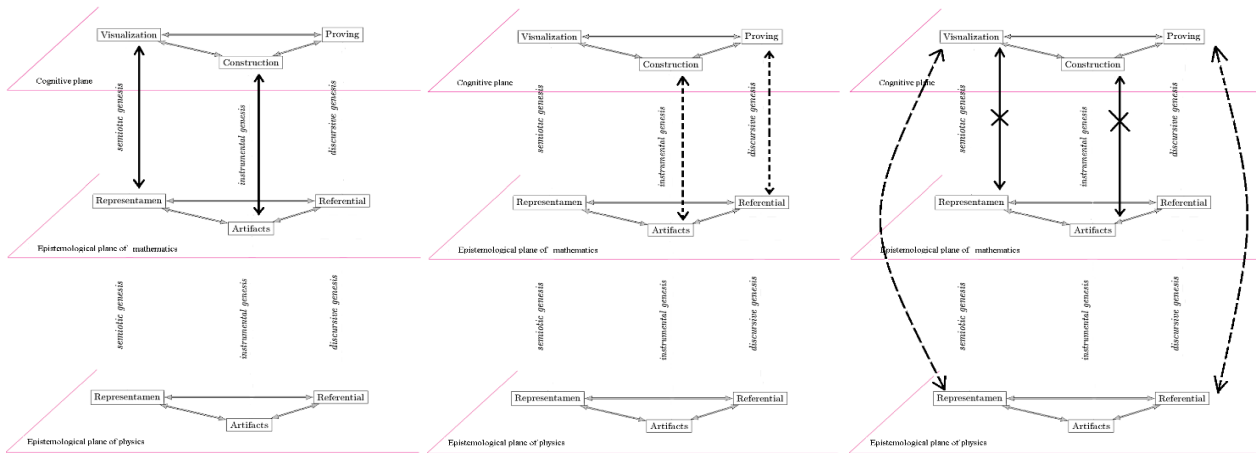 Visualization
Proving
Construction
Cognitive plane
semiotic genesis
instrumental genesis
discursive genesis
Representamen
Referential
Artifacts
Epistemological plane of mathematics
semiotic genesis
instrumental genesis
discursive genesis
Representamen
Referential
Artifacts
Epistemological plane of physics
Visualization
Proving
Construction
Cognitive plane
semiotic genesis
instrumental genesis
discursive genesis
Representamen
Referential
Artifacts
Epistemological plane of mathematics
semiotic genesis
instrumental genesis
discursive genesis
Representamen
Referential
Artifacts
Epistemological plane of physics
Visualization
Proving
Construction
Cognitive plane
semiotic genesis
instrumental genesis
discursive genesis
Representamen
Referential
Artifacts
Epistemological plane of mathematics
semiotic genesis
instrumental genesis
discursive genesis
Representamen
Referential
Artifacts
Epistemological plane of physics